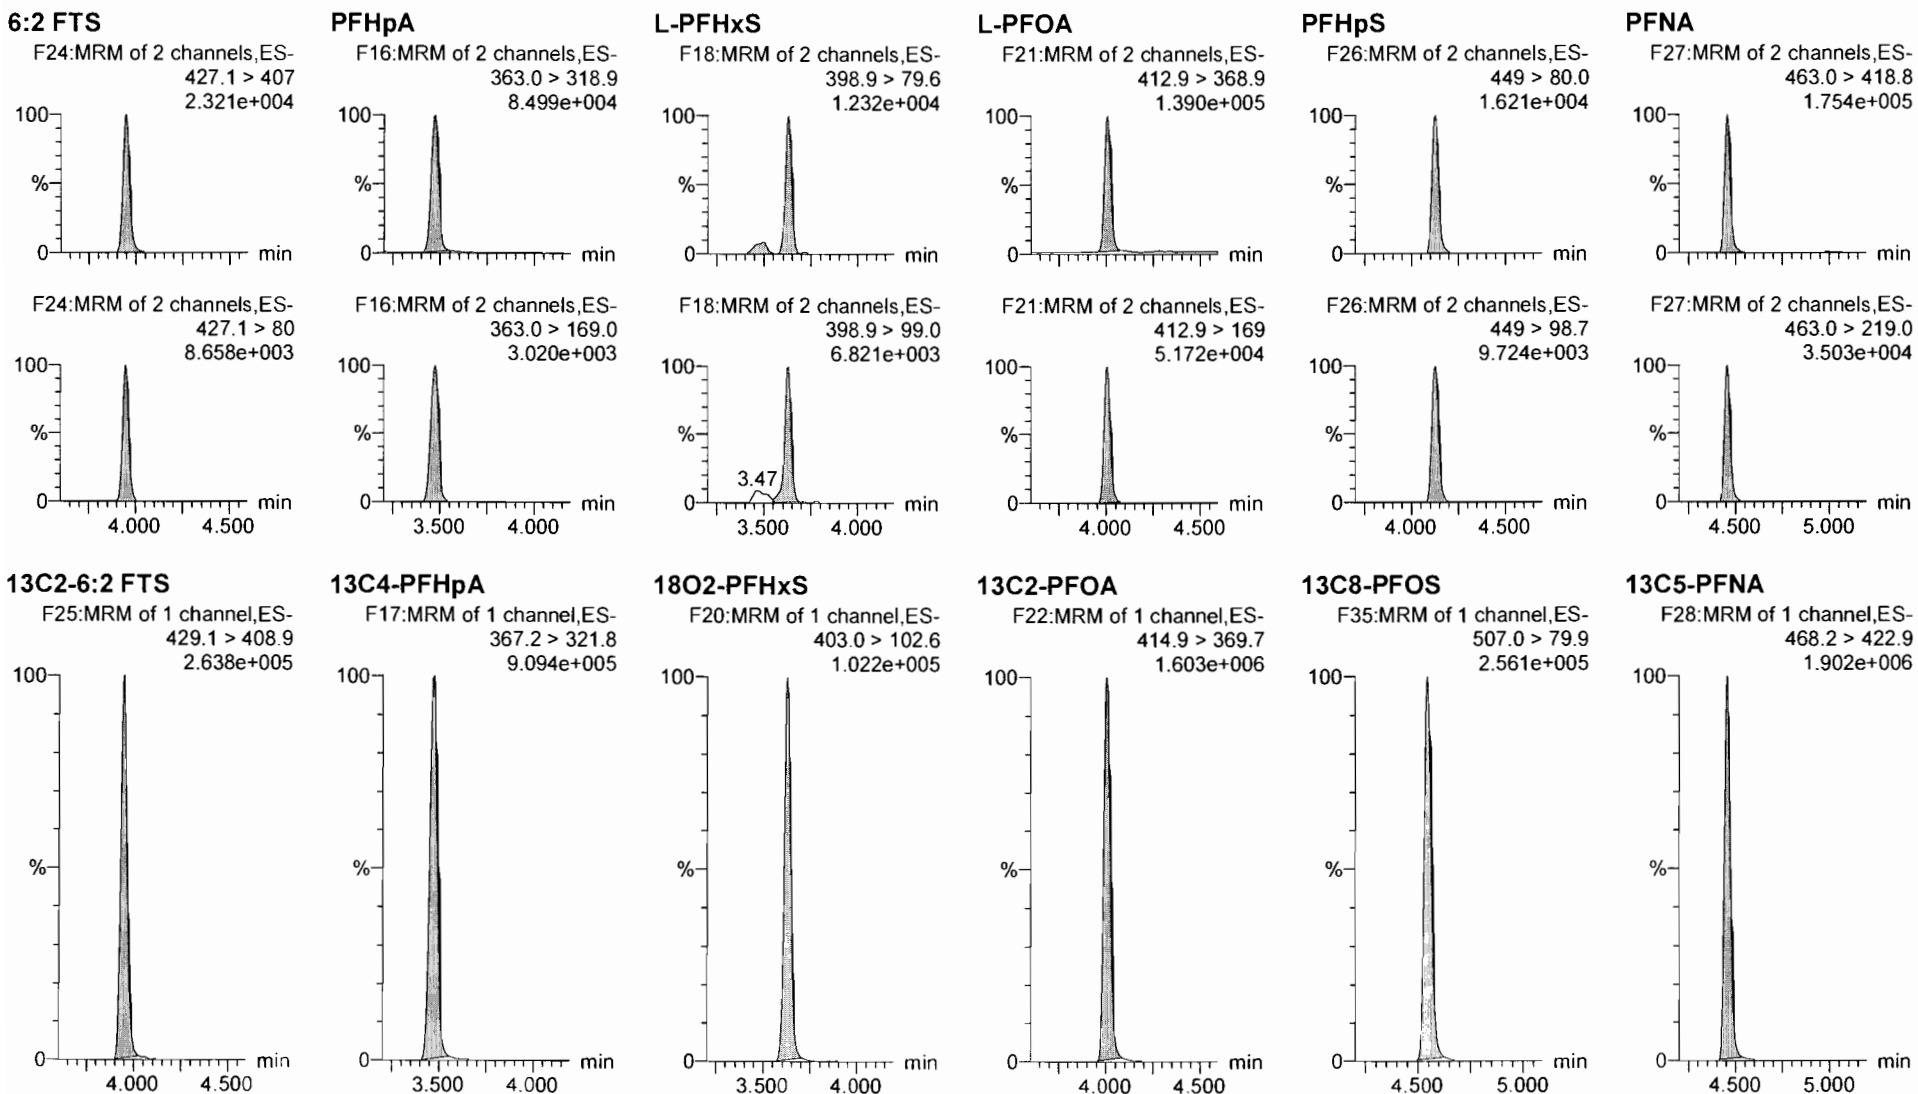 6:2 FTS
F24:MRM of 2 channels,ES-
427.1 > 407
2.321e+004
100
%
0
min
PFHpA
F16:MRM of 2 channels,ES-
363.0 > 318.9
8.499e+004
100
%
0
min
L-PFHxS
F18:MRM of 2 channels,ES-
398.9 > 79.6
1.232e+004
100
%
0
min
L-PFOA
F21:MRM of 2 channels,ES-
412.9 > 368.9
1.390e+005
100
%
0
min
PFHpS
F26:MRM of 2 channels,ES-
449 > 80.0
1.621e+004
100
%
0
min
PFNA
F27:MRM of 2 channels,ES-
463.0 > 418.8
1.754e+005
100
%
0
min
F24:MRM of 2 channels,ES-
427.1 > 80
8.658e+003
100
%
0
min
4.000 4.500
F16:MRM of 2 channels,ES-
363.0 > 169.0
3.020e+003
100
%
0
min
3.500 4.000
F18:MRM of 2 channels,ES-
398.9 > 99.0
6.821e+003
100
%
3.47
0
min
3.500 4.000
F21:MRM of 2 channels,ES-
412.9 > 169
5.172e+004
100
%
0
min
4.000 4.500
F26:MRM of 2 channels,ES-
449 > 98.7
9.724e+003
100
%
0
min
4.000 4.500
F27:MRM of 2 channels,ES-
463.0 > 219.0
3.503e+004
100
%
0
min
4.500 5.000
13C2-6:2 FTS
F25:MRM of 1 channel,ES-
429.1 > 408.9
2.638e+005
100
%
0
min
4.000 4.500
13C4-PFHpA
F17:MRM of 1 channel,ES-
367.2 > 321.8
9.094e+005
100
%
0
min
3.500 4.000
18O2-PFHxS
F20:MRM of 1 channel,ES-
403.0 > 102.6
1.022e+005
100
%
0
min
3.500 4.000
13C2-PFOA
F22:MRM of 1 channel,ES-
414.9 > 369.7
1.603e+006
100
%
0
min
4.000 4.500
13C8-PFOS
F35:MRM of 1 channel,ES-
507.0 > 79.9
2.561e+005
100
%
0
min
4.500 5.000
13C5-PFNA
F28:MRM of 1 channel,ES-
468.2 > 422.9
1.902e+006
100
%
0
min
4.500 5.000